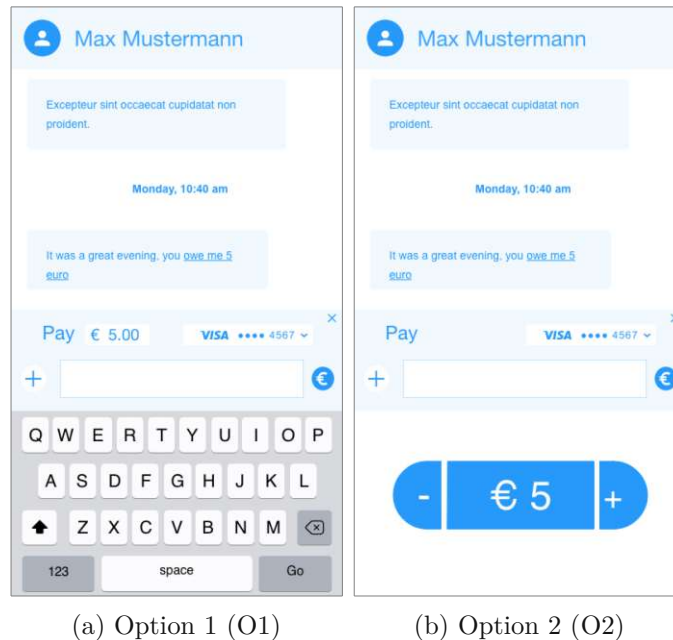 Max Mustermann
Excepteur sint occaecat cupidatat non
proident.
Monday, 10:40 am
It was a great evening, you owe me 5
euro
Pay € 5.00 VISA •••• 4567
+ €
Q W E R T Y U I O P
A S D F G H J K L
Z X C V B N M
123 space Go
(a) Option 1 (O1)
Max Mustermann
Excepteur sint occaecat cupidatat non
proident.
Monday, 10:40 am
It was a great evening, you owe me 5
euro
Pay VISA •••• 4567
+ €
- € 5 +
(b) Option 2 (O2)